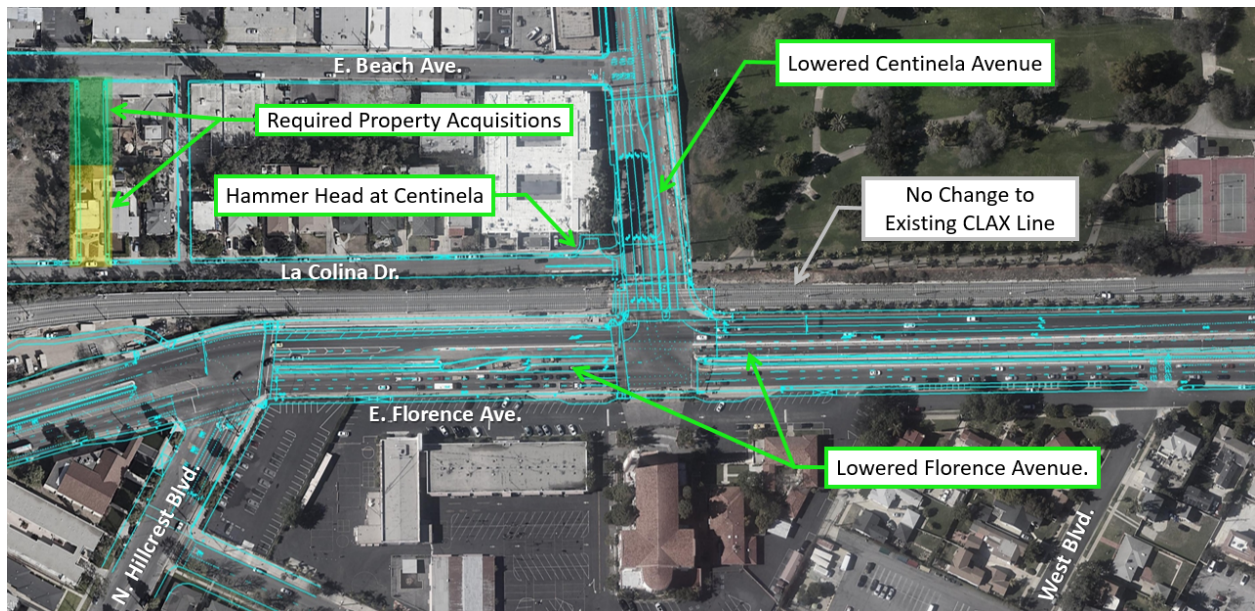 E. Beach Ave.
Lowered Centinela Avenue
Required Property Acquisitions
Hammer Head at Centinela
No Change to
Existing CLAX Line
La Colina Dr.
E. Florence Ave.
Lowered Florence Avenue.
N. Hillcrest Blvd.
West Blvd.